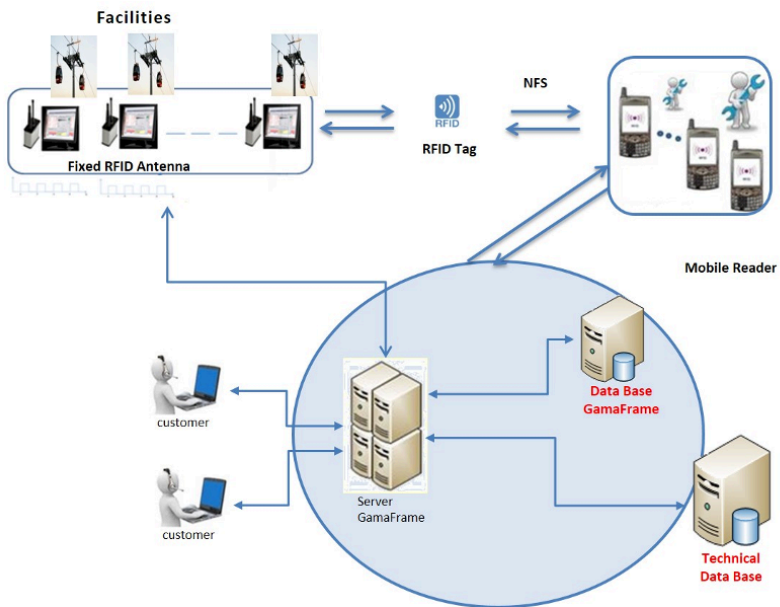 Facilities
NFS
RFID
RFID Tag
Fixed RFID Antenna
Mobile Reader
Data Base
GamaFrame
customer
Server
GamaFrame
customer
Technical
Data Base